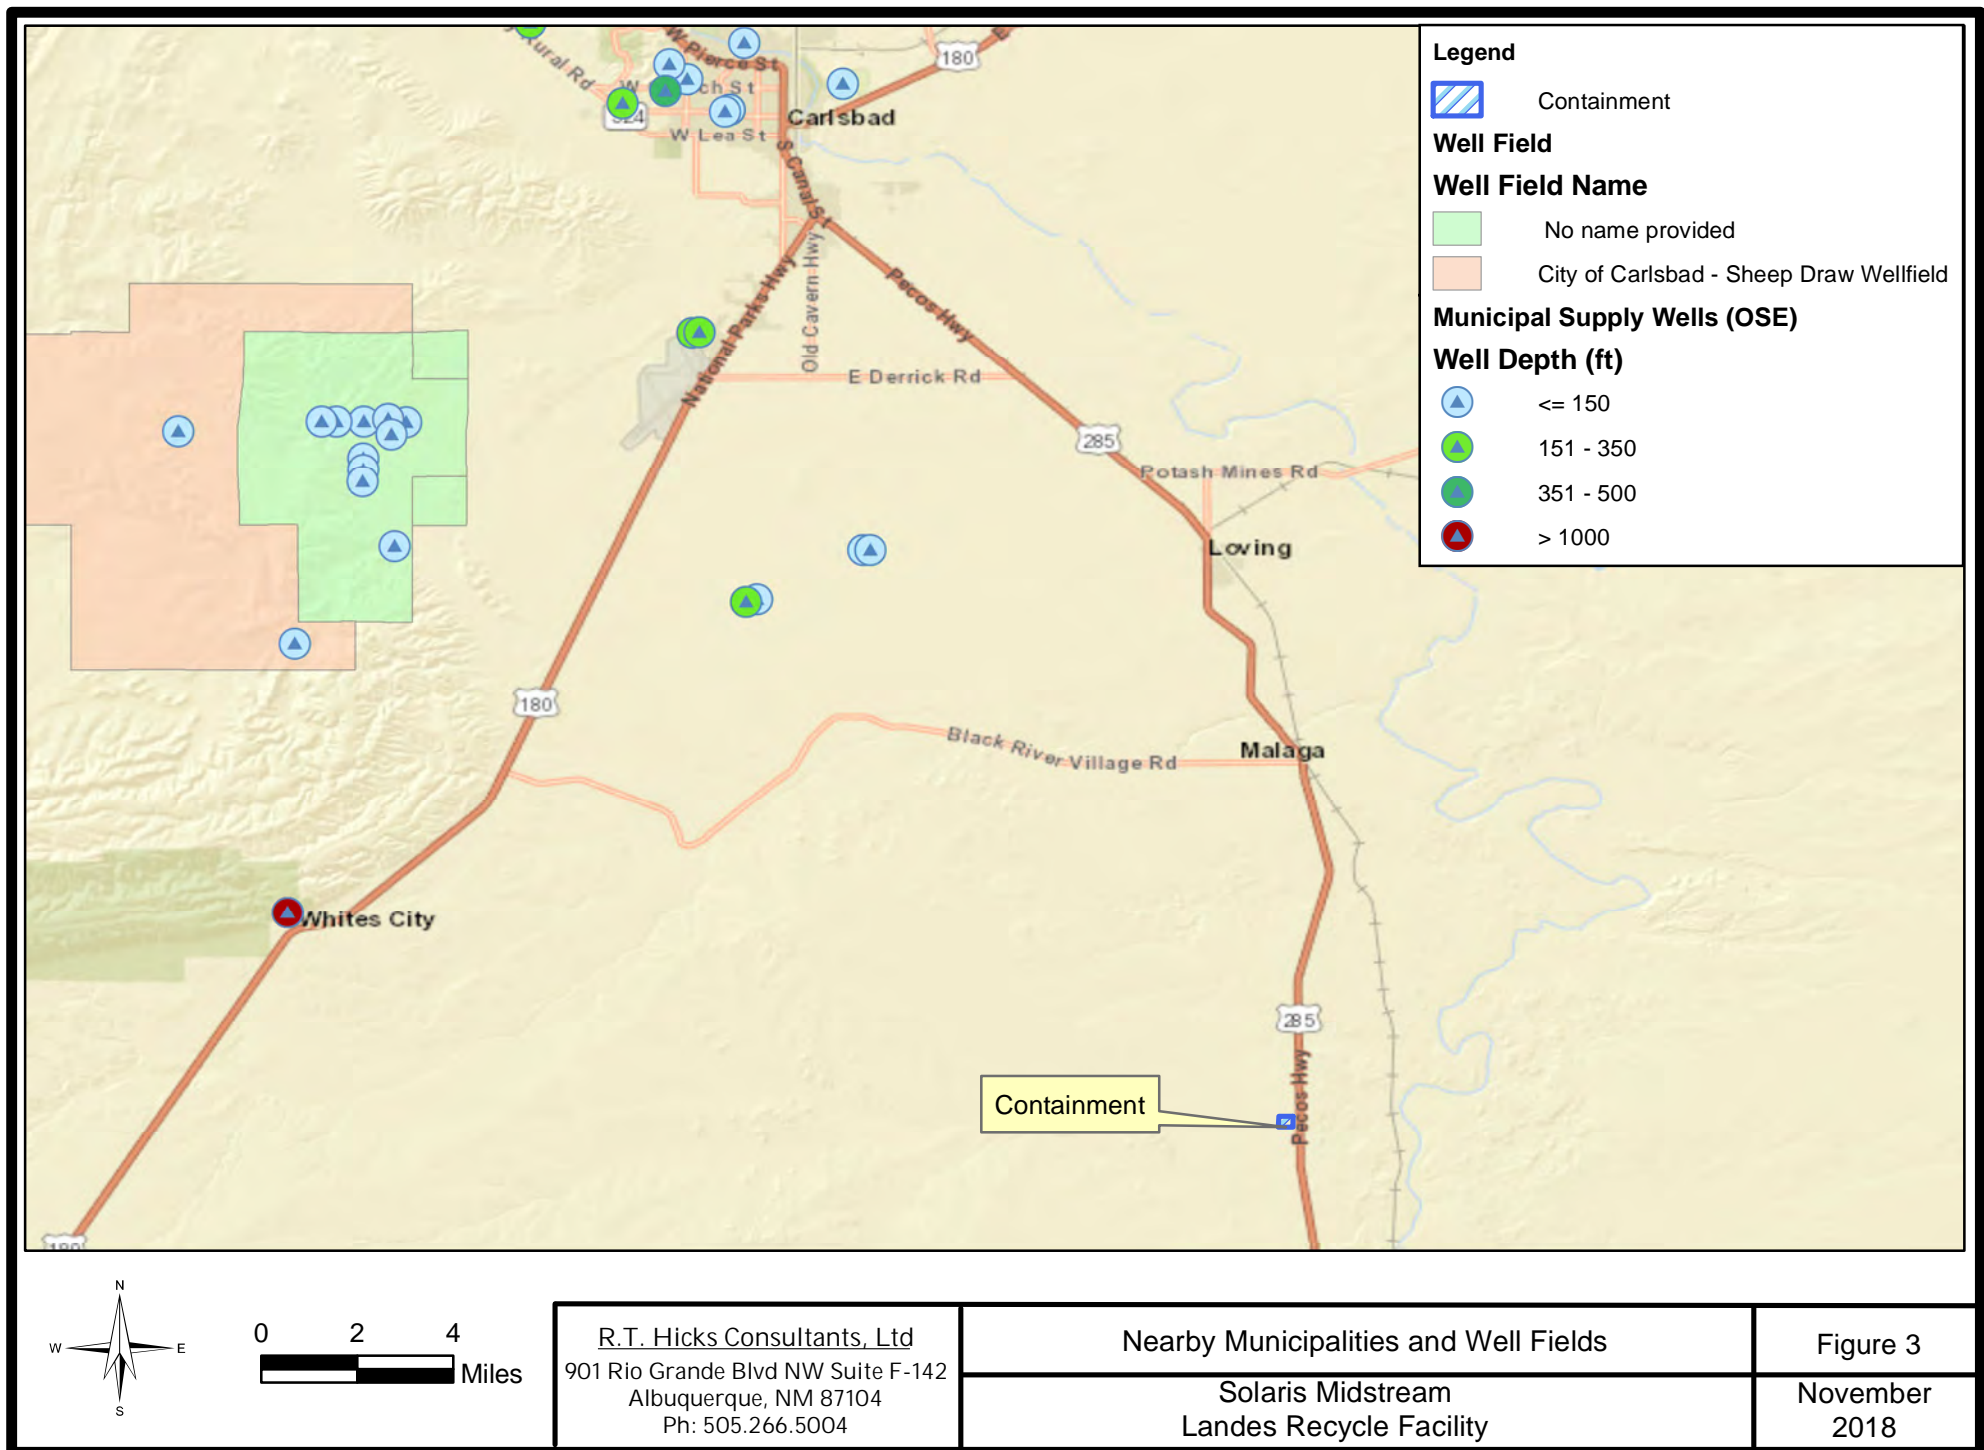 Rural Rd
W Pierce St
180
ch St
W Lea St
Carlsbad
S Canal St
National Parks Hwy
Old Cavern Hwy
Pecos Hwy
E Derrick Rd
285
Potash Mines Rd
Loving
180
Black River Village Rd
Malaga
Whites City
285
Pecos Hwy
Containment
180
Legend
Containment
Well Field
Well Field Name
No name provided
City of Carlsbad - Sheep Draw Wellfield
Municipal Supply Wells (OSE)
Well Depth (ft)
<= 150
151 - 350
351 - 500
> 1000
N
W E
S
0 2 4
Miles
R.T. Hicks Consultants, Ltd
901 Rio Grande Blvd NW Suite F-142
Albuquerque, NM 87104
Ph: 505.266.5004
Nearby Municipalities and Well Fields
Solaris Midstream
Landes Recycle Facility
Figure 3
November
2018